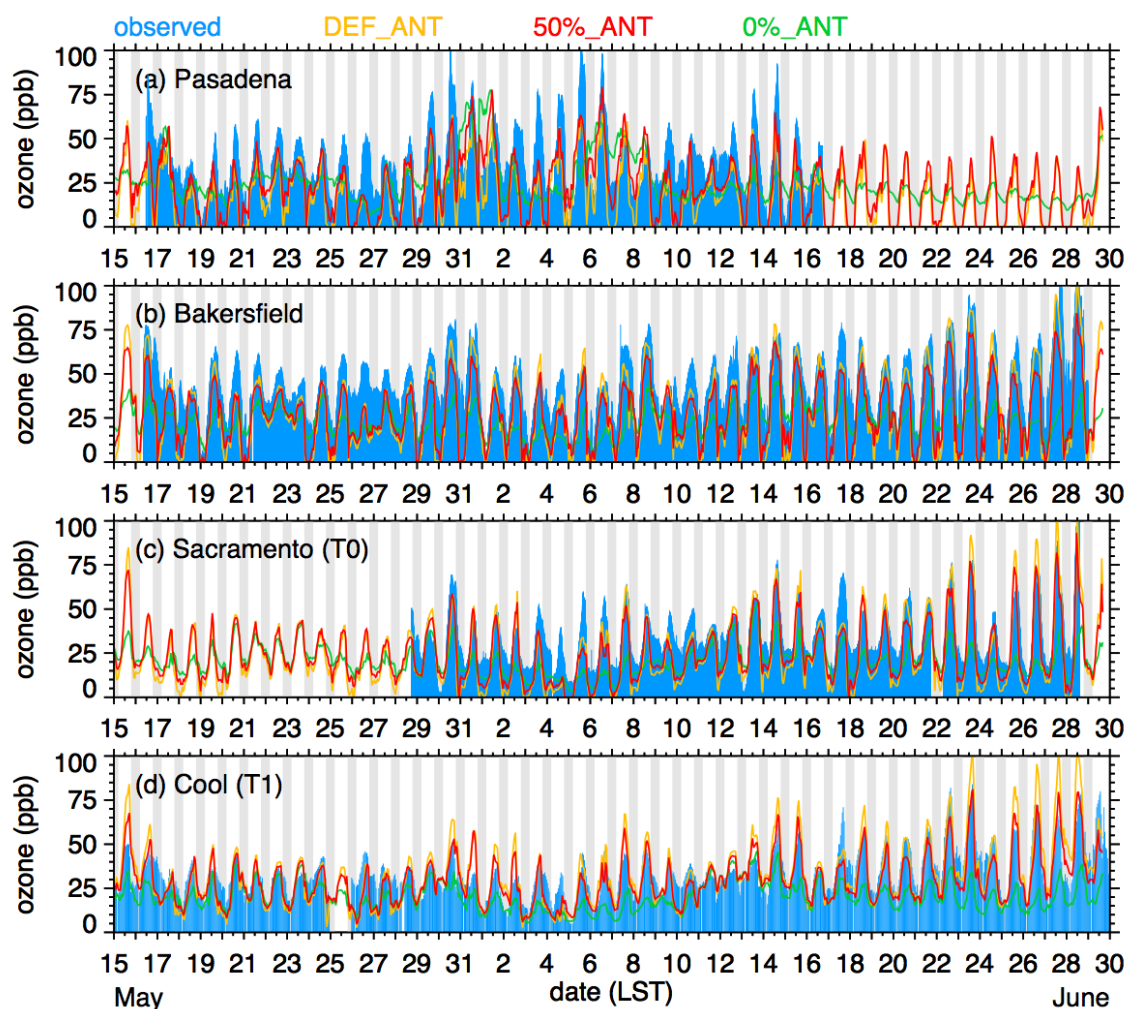 observed DEF_ANT 50%_ANT 0%_ANT
100
75
50
25
0
ozone (ppb)
(a) Pasadena
15 17 19 21 23 25 27 29 31 2 4 6 8 10 12 14 16 18 20 22 24 26 28 30
100
75
50
25
0
ozone (ppb)
(b) Bakersfield
15 17 19 21 23 25 27 29 31 2 4 6 8 10 12 14 16 18 20 22 24 26 28 30
100
75
50
25
0
ozone (ppb)
(c) Sacramento (T0)
15 17 19 21 23 25 27 29 31 2 4 6 8 10 12 14 16 18 20 22 24 26 28 30
100
75
50
25
0
ozone (ppb)
(d) Cool (T1)
15 17 19 21 23 25 27 29 31 2 4 6 8 10 12 14 16 18 20 22 24 26 28 30
May date (LST) June